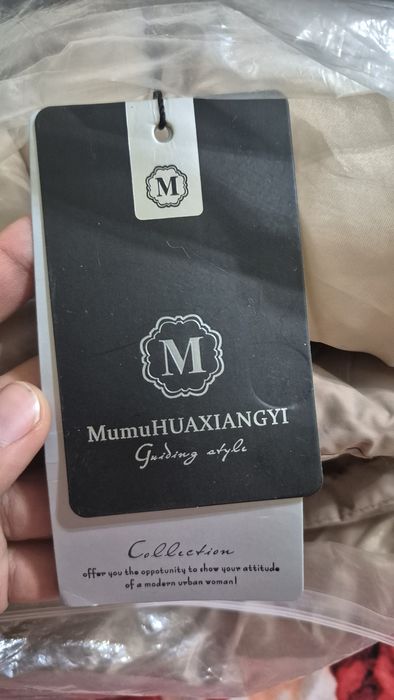 M
M
MumuHUAXIANGYI
Guiding style
Collection
offer you the oppotunity to show your attitude
of a modern urban woman!